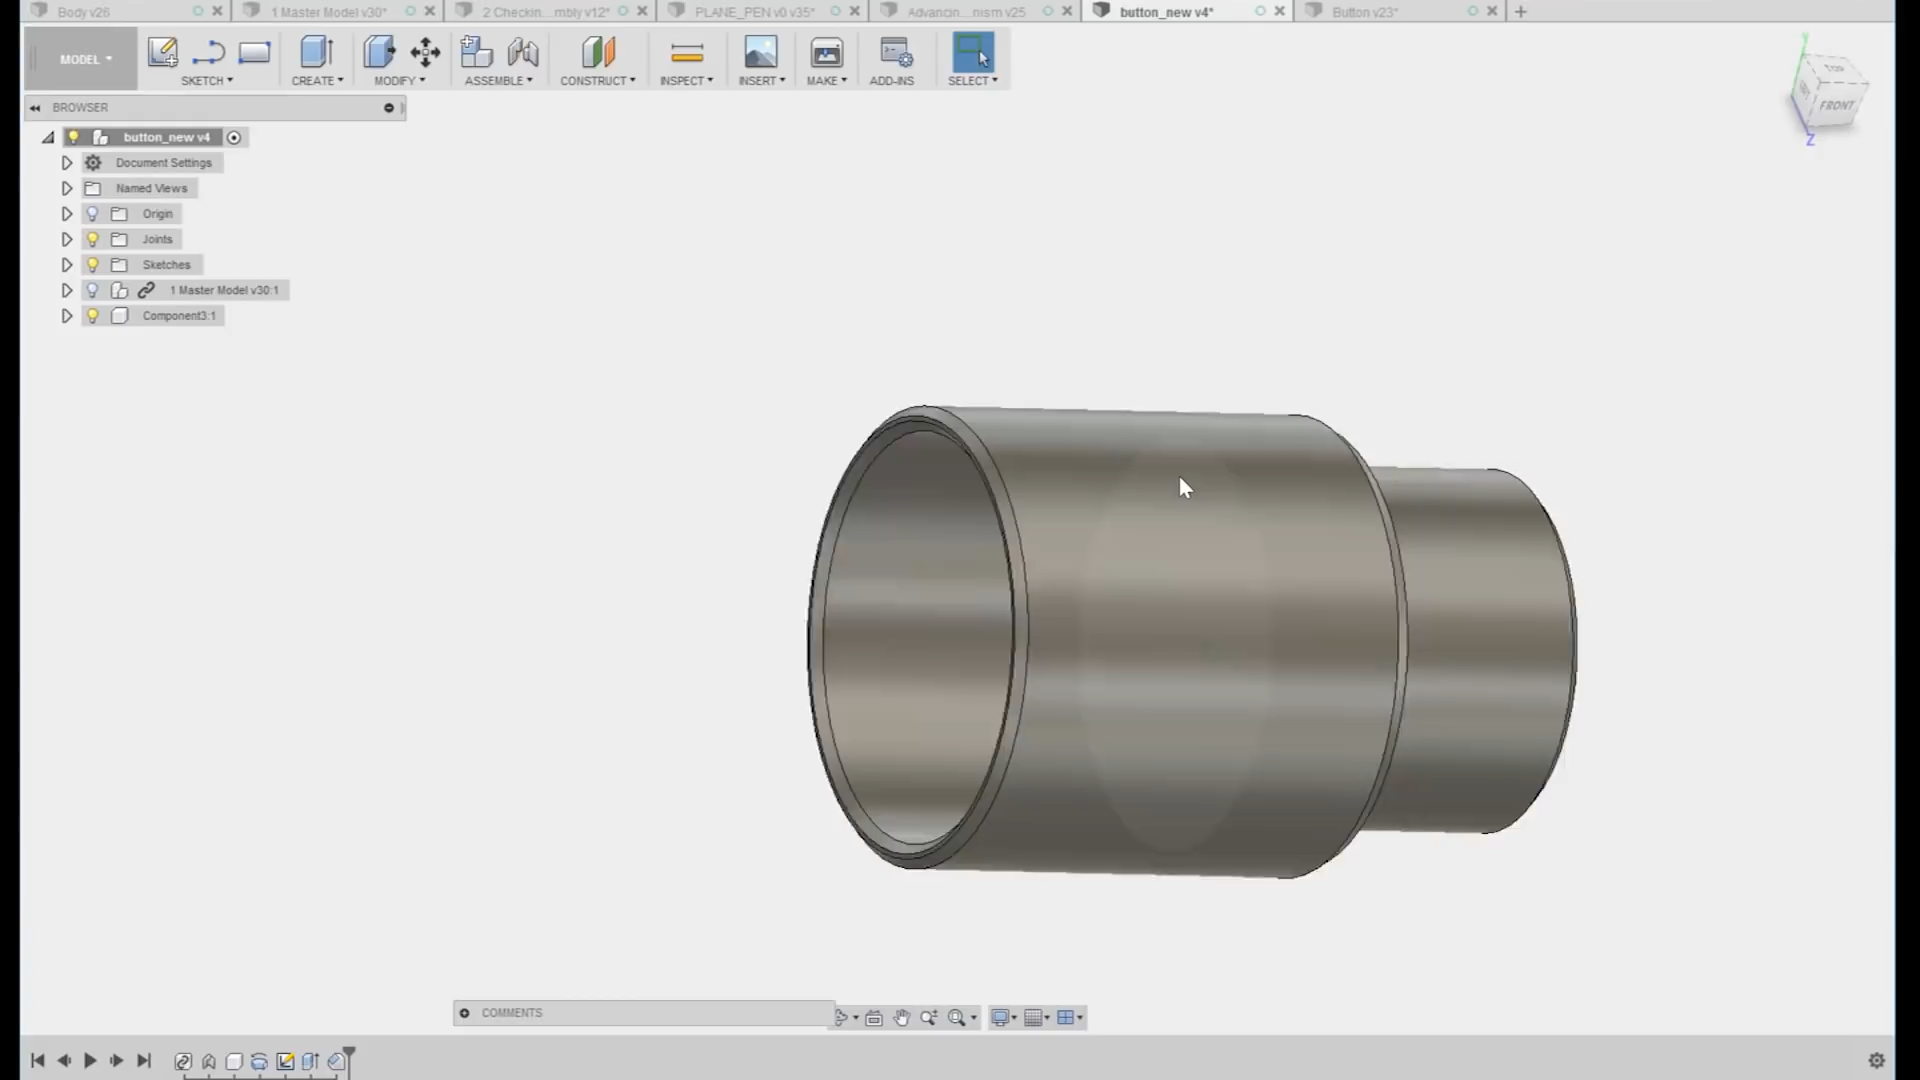 Body v26
1 Master Model v30*
2 Checkin...mbly v12*
PLANE_PEN v0 v35*
Advancin...nism v25
button_new v4*
Button v23*
MODEL
SKETCH
CREATE
MODIFY
ASSEMBLE
CONSTRUCT
INSPECT
INSERT
MAKE
ADD-INS
SELECT
TOP
FRONT
Y
Z
BROWSER
button_new v4
Document Settings
Named Views
Origin
Joints
Sketches
1 Master Model v30:1
Component3:1
COMMENTS